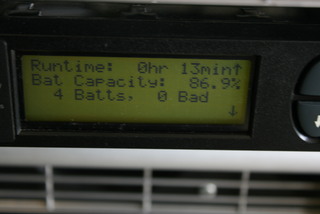 Runtime: 0hr 13min↑
Bat Capacity: 86.9%
4 Batts, 0 Bad
↓